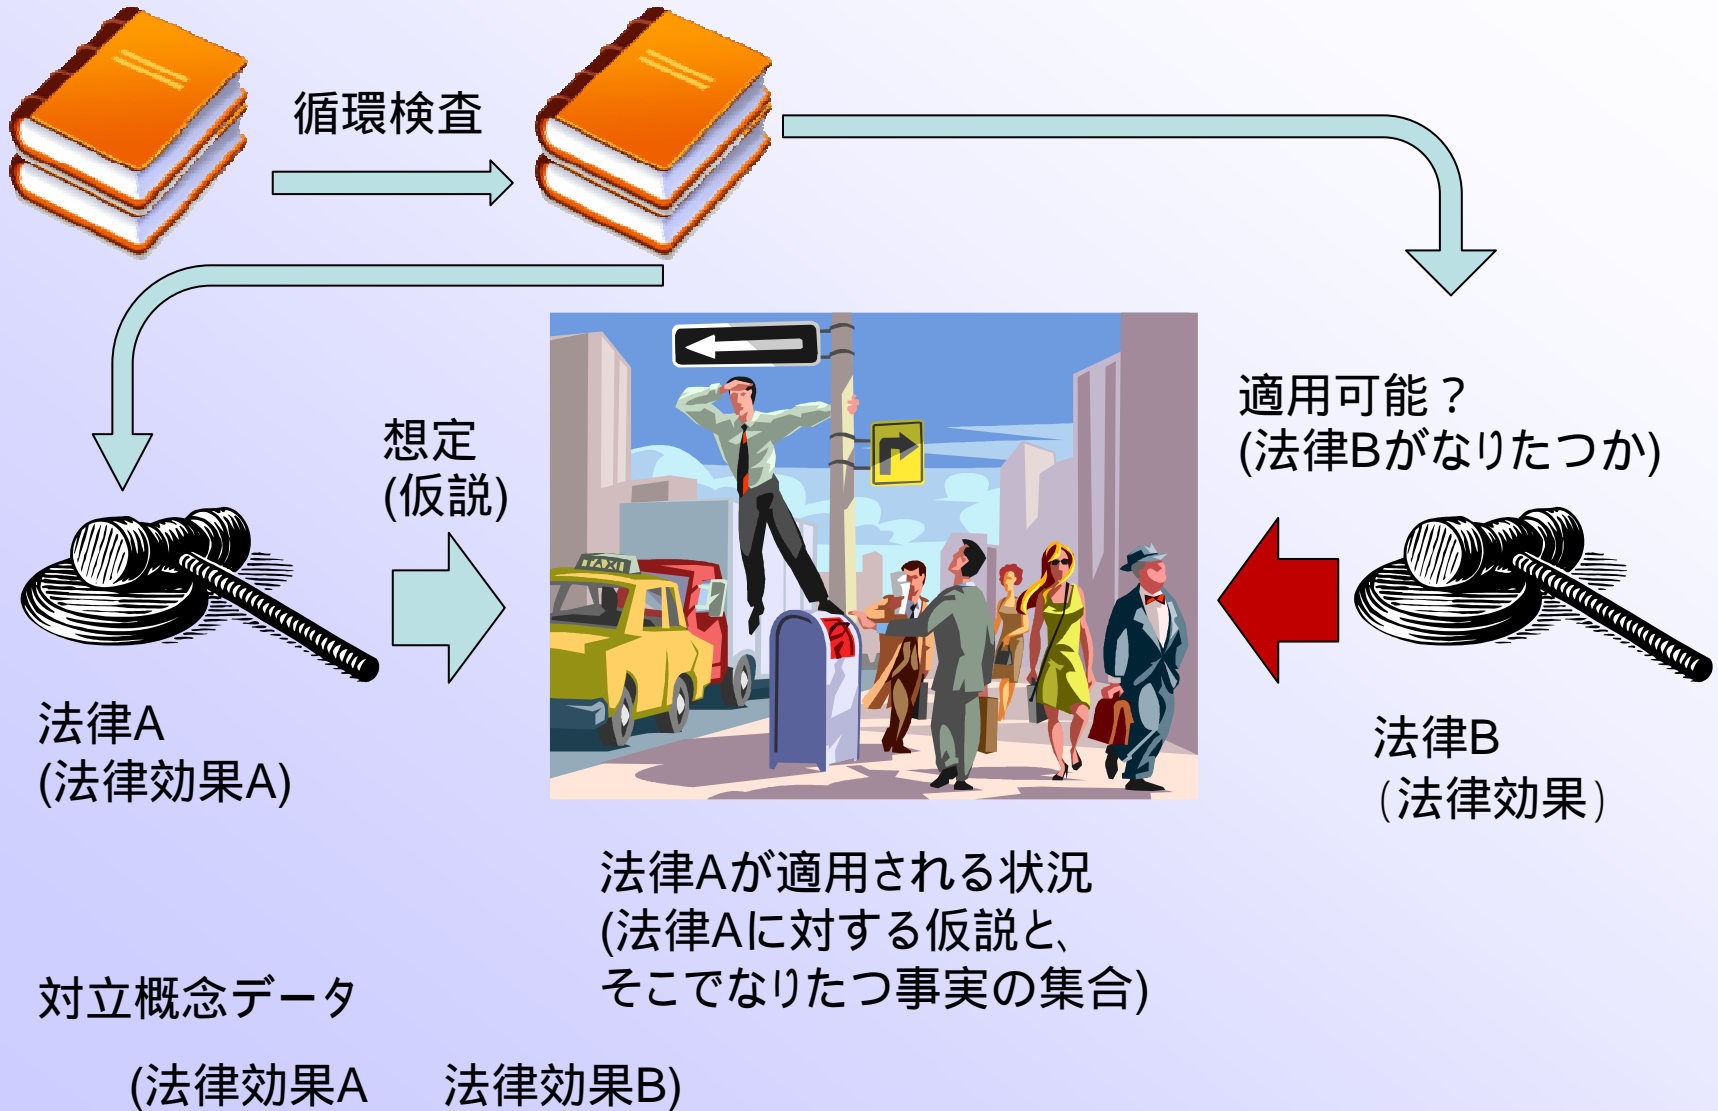 循環検査
適用可能？
(法律Bがなりたつか)
想定
(仮説)
TAXI
法律A
(法律効果A)
法律B
(法律効果)
法律Aが適用される状況
(法律Aに対する仮説と、
そこでなりたつ事実の集合)
対立概念データ
(法律効果A 法律効果B)